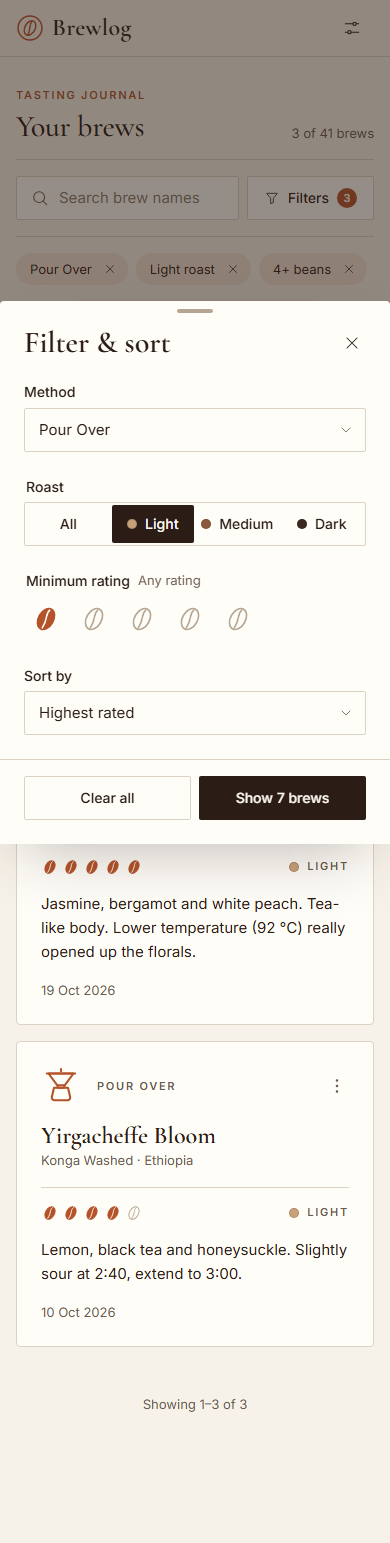 Brewlog
TASTING JOURNAL
Your brews
3 of 41 brews
Search brew names
Filters 3
Pour Over
Light roast
4+ beans
Filter & sort
Method
Pour Over
Roast
All
Light
Medium
Dark
Minimum rating Any rating
Sort by
Highest rated
Clear all
Show 7 brews
LIGHT
Jasmine, bergamot and white peach. Tea-
like body. Lower temperature (92 °C) really
opened up the florals.
19 Oct 2026
POUR OVER
Yirgacheffe Bloom
Konga Washed · Ethiopia
LIGHT
Lemon, black tea and honeysuckle. Slightly
sour at 2:40, extend to 3:00.
10 Oct 2026
Showing 1–3 of 3